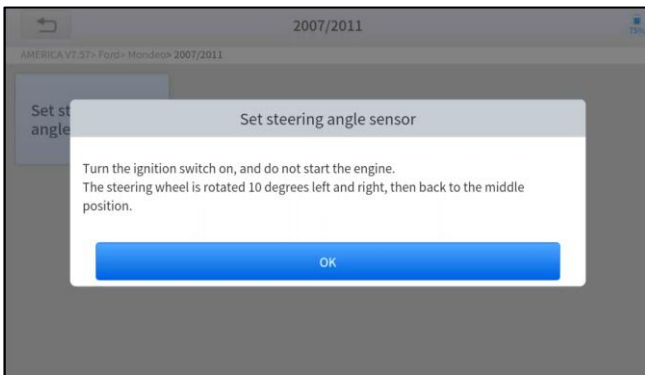 2007/2011
75%
AMERICA V7.57> Ford> Mondeo> 2007/2011
Set st
angle
Set steering angle sensor
Turn the ignition switch on, and do not start the engine.
The steering wheel is rotated 10 degrees left and right, then back to the middle
position.
OK